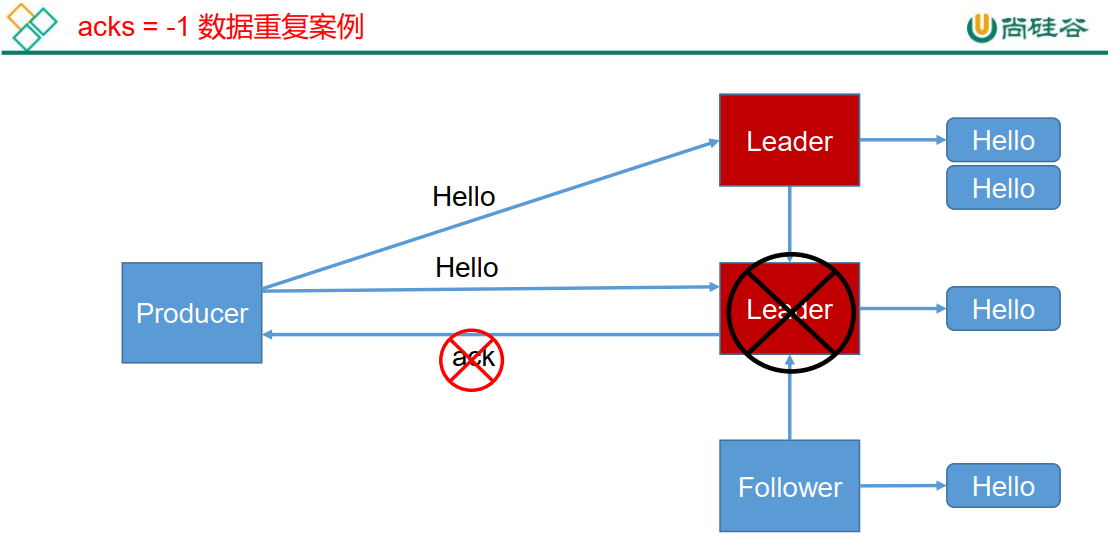 acks = -1 数据重复案例
尚硅谷
Leader
Hello
Hello
Hello
Hello
Producer
Leader
Hello
ack
Follower
Hello